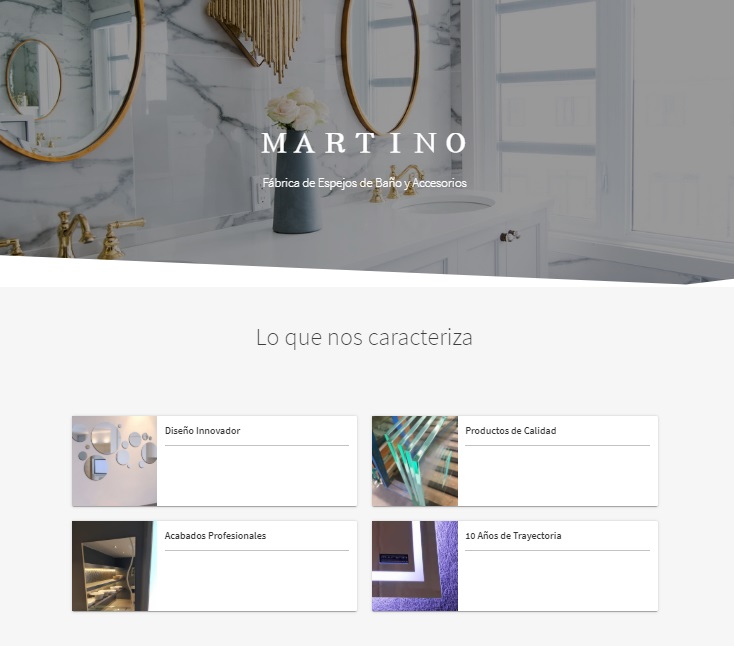 MARTINO
Fábrica de Espejos de Baño y Accesorios
Lo que nos caracteriza
Diseño Innovador
Productos de Calidad
Acabados Profesionales
10 Años de Trayectoria